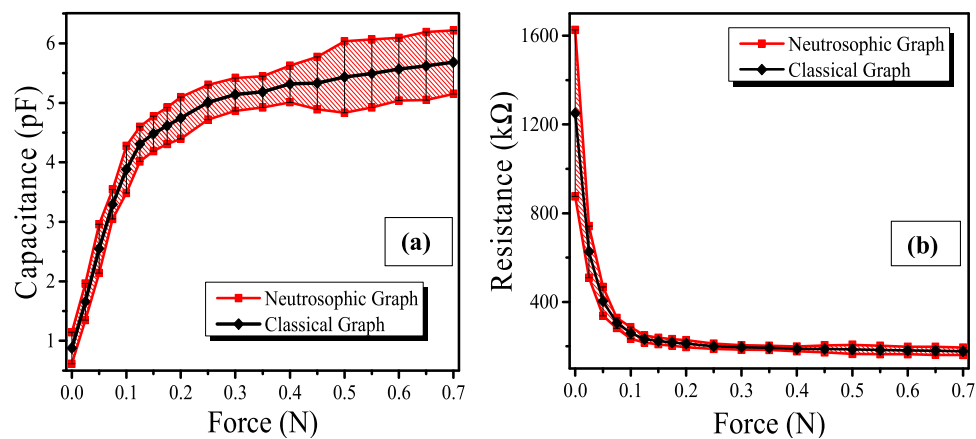 6
5
4
3
2
1
Capacitance (pF)
(a)
Neutrosophic Graph
Classical Graph
0.0 0.1 0.2 0.3 0.4 0.5 0.6 0.7
Force (N)
1600
1200
800
400
Resistance (kΩ)
Neutrosophic Graph
Classical Graph
(b)
0.0 0.1 0.2 0.3 0.4 0.5 0.6 0.7
Force (N)